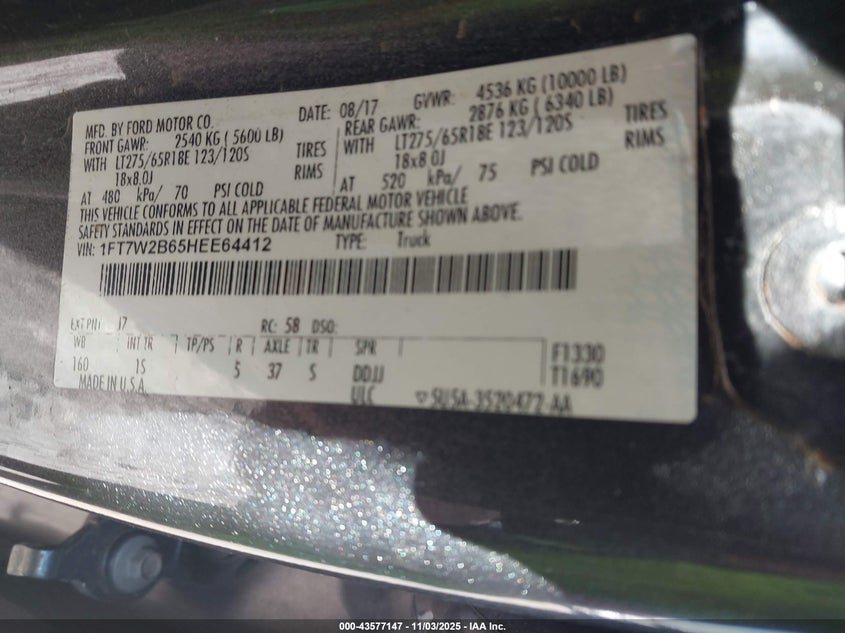 MFD. BY FORD MOTOR CO.
DATE: 08/17 GVWR: 4536 KG (10000 LB)
FRONT GAWR: 2540 KG ( 5600 LB)
WITH LT275/65R18E 123/120S TIRES
18x8.0J RIMS
AT 480 kPa/ 70 PSI COLD
REAR GAWR: 2876 KG ( 6340 LB)
WITH LT275/65R18E 123/120S TIRES
18x8.0J RIMS
AT 520 kPa/ 75 PSI COLD
THIS VEHICLE CONFORMS TO ALL APPLICABLE FEDERAL MOTOR VEHICLE
SAFETY STANDARDS IN EFFECT ON THE DATE OF MANUFACTURE SHOWN ABOVE.
VIN: 1FT7W2B65HEE64412 TYPE: Truck
EXT PNT: J7 RC: 58 DSO:
WB INT TR TP/PS R AXLE TR SPR F1330
160 1S 5 37 S DDJJ T1690
MADE IN U.S.A. ULC 5U5A-3520472-AA
000-43577147 - 11/03/2025 - IAA Inc.